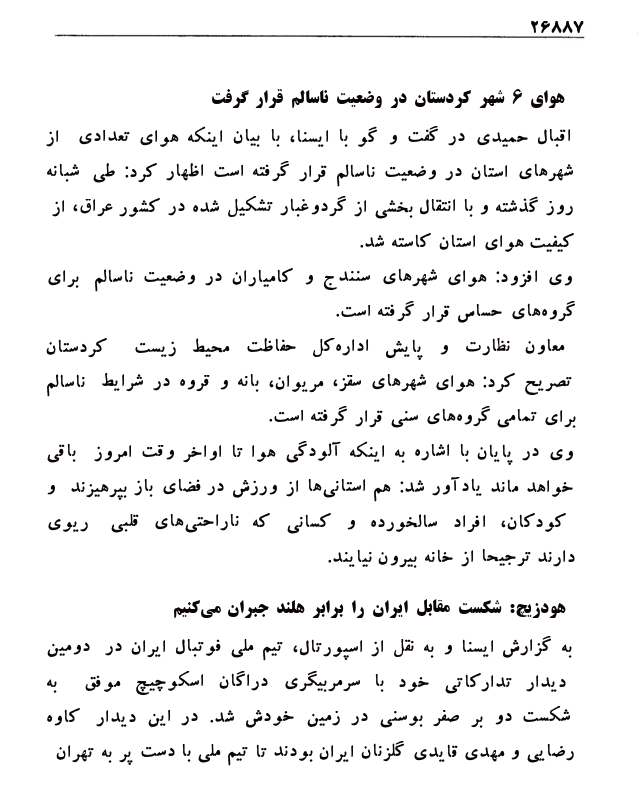 ۲۶۸۸۷
هوای ۶ شهر کردستان در وضعیت ناسالم قرار گرفت
اقبال حمیدی در گفت و گو با ایسنا، با بیان اینکه هوای تعدادی از
شهرهای استان در وضعیت ناسالم قرار گرفته است اظهار کرد: طی شبانه
روز گذشته و با انتقال بخشی از گردوغبار تشکیل شده در کشور عراق، از
کیفیت هوای استان کاسته شد.
وی افزود: هوای شهرهای سنندج و کامیاران در وضعیت ناسالم برای
گروه‌های حساس قرار گرفته است.
معاون نظارت و پایش اداره‌کل حفاظت محیط زیست کردستان
تصریح کرد: هوای شهرهای سقز، مریوان، بانه و قروه در شرایط ناسالم
برای تمامی گروه‌های سنی قرار گرفته است.
وی در پایان با اشاره به اینکه آلودگی هوا تا اواخر وقت امروز باقی
خواهد ماند یادآور شد: هم استانی‌ها از ورزش در فضای باز بپرهیزند و
کودکان، افراد سالخورده و کسانی که ناراحتی‌های قلبی ریوی
دارند ترجیحا از خانه بیرون نیایند.
هودزیچ: شکست مقابل ایران را برابر هلند جبران می‌کنیم
به گزارش ایسنا و به نقل از اسپورتال، تیم ملی فوتبال ایران در دومین
دیدار تدارکاتی خود با سرمربیگری دراگان اسکوچیچ موفق به
شکست دو بر صفر بوسنی در زمین خودش شد. در این دیدار کاوه
رضایی و مهدی قایدی گلزنان ایران بودند تا تیم ملی با دست پر به تهران